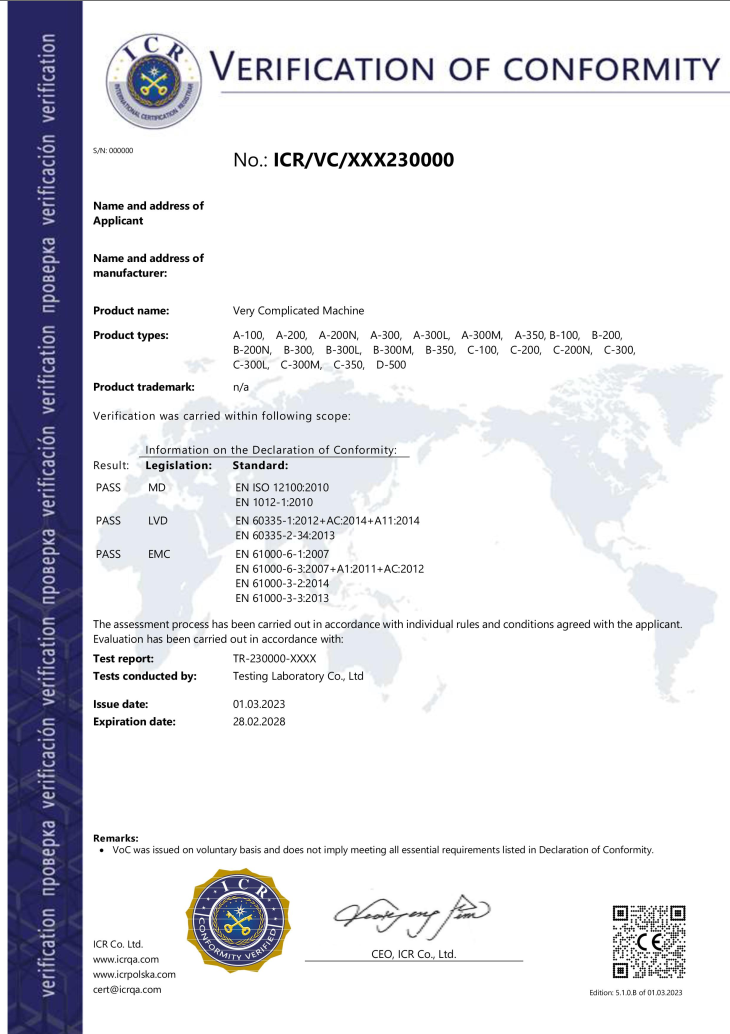 ICR
INTERNATIONAL CERTIFICATION REGISTRAR
VERIFICATION OF CONFORMITY
S/N: 000000
No.: ICR/VC/XXX230000
Name and address of
Applicant
Name and address of
manufacturer:
Product name: Very Complicated Machine
Product types: A-100, A-200, A-200N, A-300, A-300L, A-300M, A-350, B-100, B-200,
B-200N, B-300, B-300L, B-300M, B-350, C-100, C-200, C-200N, C-300,
C-300L, C-300M, C-350, D-500
Product trademark: n/a
Verification was carried within following scope:
Information on the Declaration of Conformity:
Result: Legislation: Standard:
PASS MD EN ISO 12100:2010
EN 1012-1:2010
PASS LVD EN 60335-1:2012+AC:2014+A11:2014
EN 60335-2-34:2013
PASS EMC EN 61000-6-1:2007
EN 61000-6-3:2007+A1:2011+AC:2012
EN 61000-3-2:2014
EN 61000-3-3:2013
The assessment process has been carried out in accordance with individual rules and conditions agreed with the applicant.
Evaluation has been carried out in accordance with:
Test report: TR-230000-XXXX
Tests conducted by: Testing Laboratory Co., Ltd
Issue date: 01.03.2023
Expiration date: 28.02.2028
Remarks:
• VoC was issued on voluntary basis and does not imply meeting all essential requirements listed in Declaration of Conformity.
ICR
CONFORMITY VERIFIED
ICR Co. Ltd.
www.icrqa.com
www.icrpolska.com
cert@icrqa.com
CEO, ICR Co., Ltd.
CE
Edition: 5.1.0.B of 01.03.2023
verification проверка verificación verification проверка verificación verification проверка verificación verification проверка verificación verification